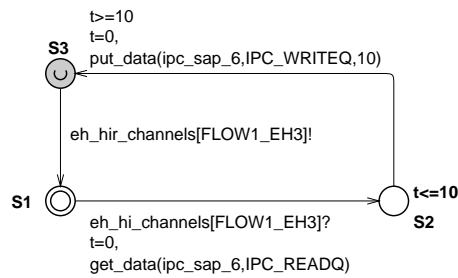 t>=10
t=0,
put_data(ipc_sap_6,IPC_WRITEQ,10)
S3
U
eh_hir_channels[FLOW1_EH3]!
S1
t<=10
S2
eh_hi_channels[FLOW1_EH3]?
t=0,
get_data(ipc_sap_6,IPC_READQ)